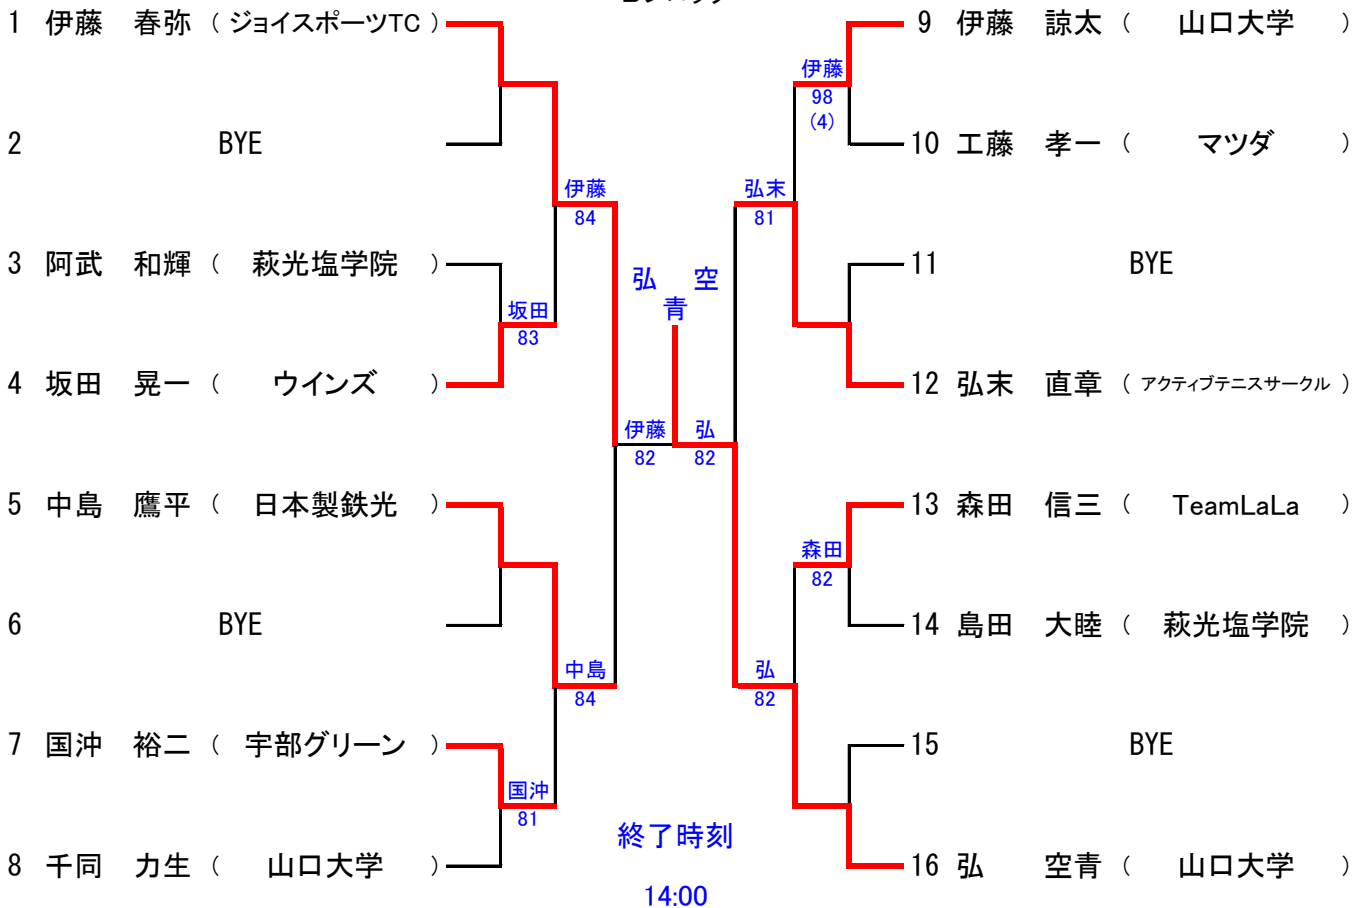 1 伊藤 春弥 ( ジョイスポーツTC )
2 BYE
3 阿武 和輝 ( 萩光塩学院 )
4 坂田 晃一 ( ウインズ )
5 中島 鷹平 ( 日本製鉄光 )
6 BYE
7 国沖 裕二 ( 宇部グリーン )
8 千同 力生 ( 山口大学 )
坂田
83
国沖
81
伊藤
84
中島
84
伊藤
82
弘 空
青
弘
82
弘末
81
弘
82
伊藤
98
(4)
森田
82
9 伊藤 諒太 ( 山口大学 )
10 工藤 孝一 ( マツダ )
11 BYE
12 弘末 直章 ( アクティブテニスサークル )
13 森田 信三 ( TeamLaLa )
14 島田 大睦 ( 萩光塩学院 )
15 BYE
16 弘 空青 ( 山口大学 )
終了時刻
14:00